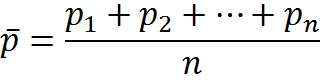 p̄ = (p₁ + p₂ + ⋯ + pₙ) / n